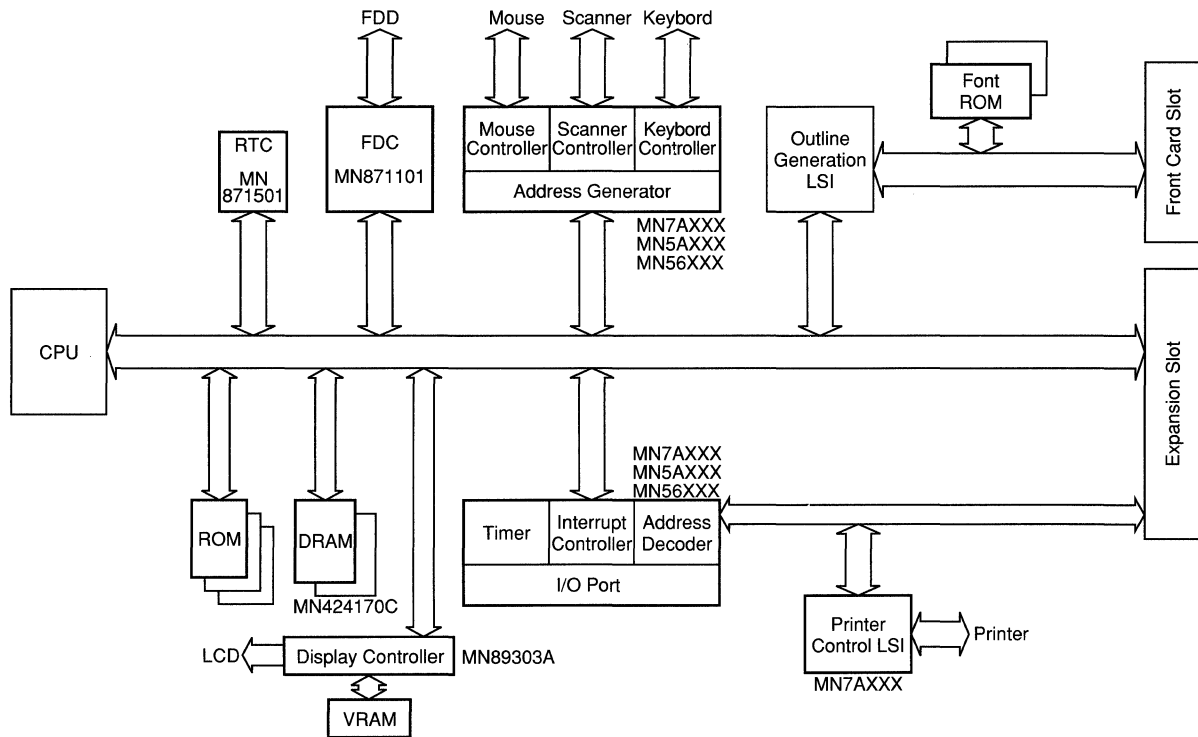 FDD
Mouse
Scanner
Keybord
Font
ROM
Front Card Slot
RTC
MN
871501
FDC
MN871101
Mouse
Controller
Scanner
Controller
Keybord
Controller
Address Generator
Outline
Generation
LSI
MN7AXXX
MN5AXXX
MN56XXX
CPU
Expansion Slot
MN7AXXX
MN5AXXX
MN56XXX
ROM
DRAM
MN424170C
Timer
Interrupt
Controller
Address
Decoder
I/O Port
Printer
Control LSI
Printer
MN7AXXX
LCD
Display Controller
MN89303A
VRAM